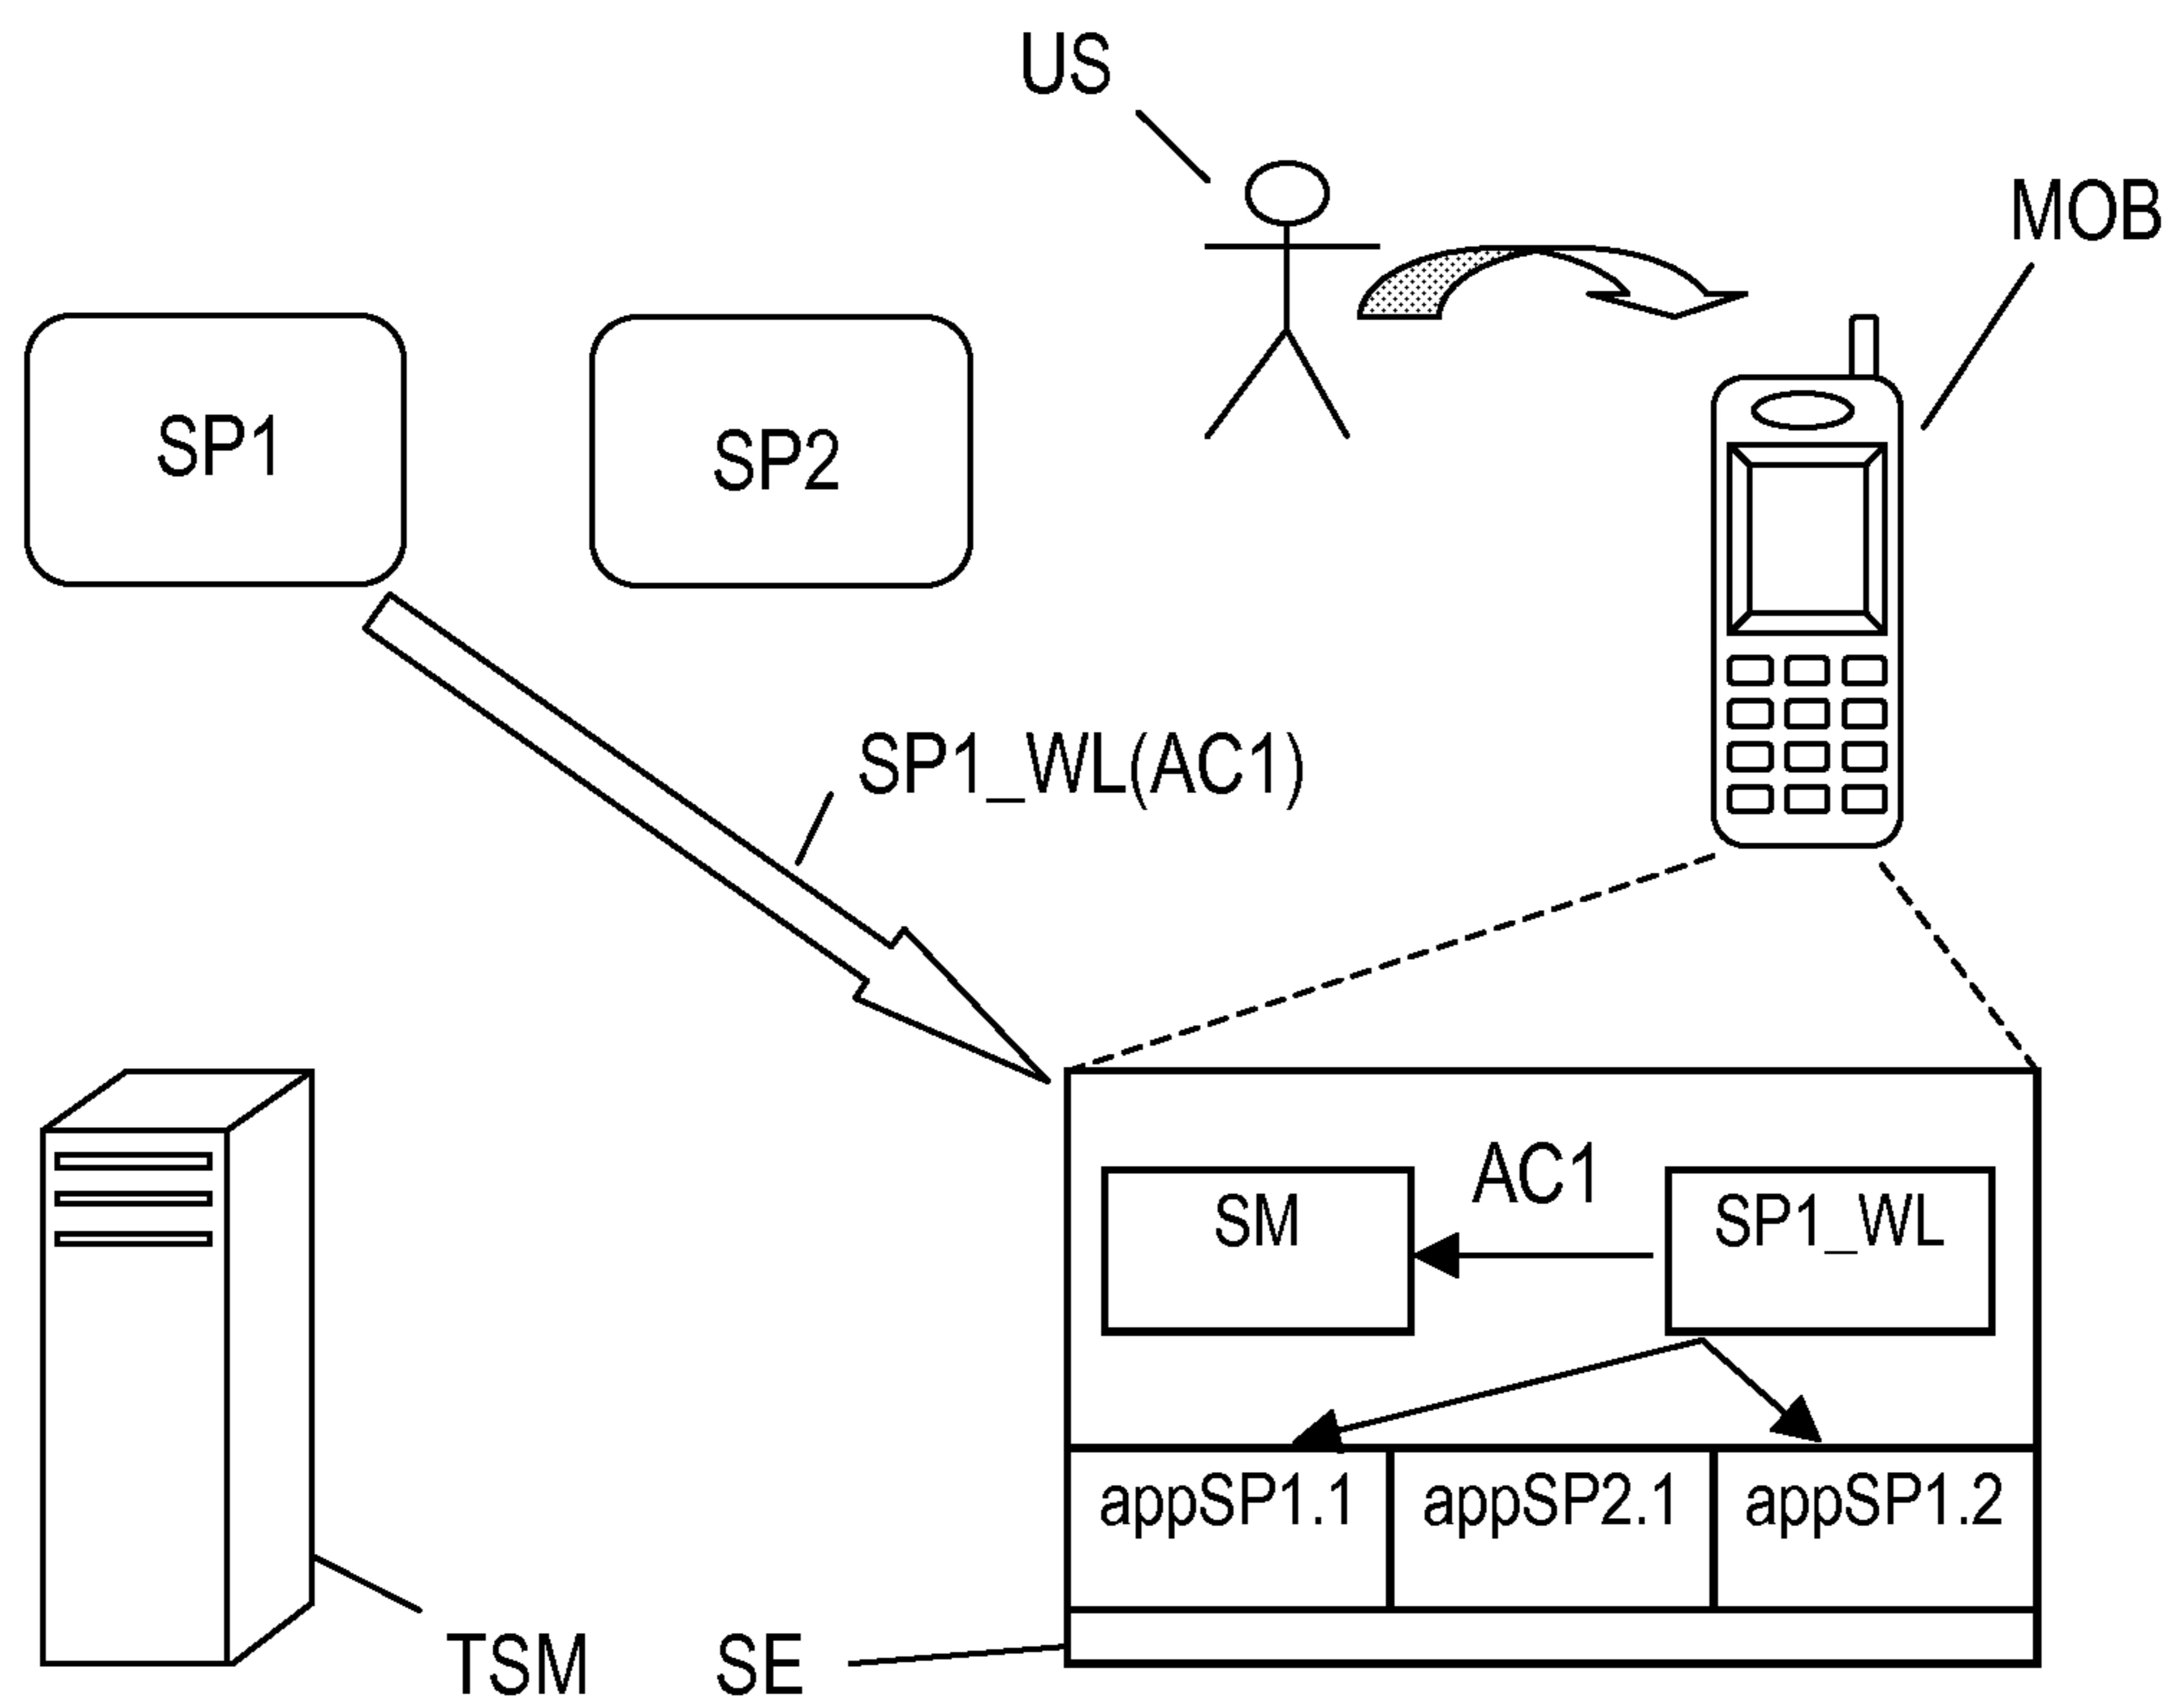 US
MOB
SP1
SP2
SP1_WL(AC1)
AC1
SM
SP1_WL
appSP1.1
appSP2.1
appSP1.2
TSM
SE